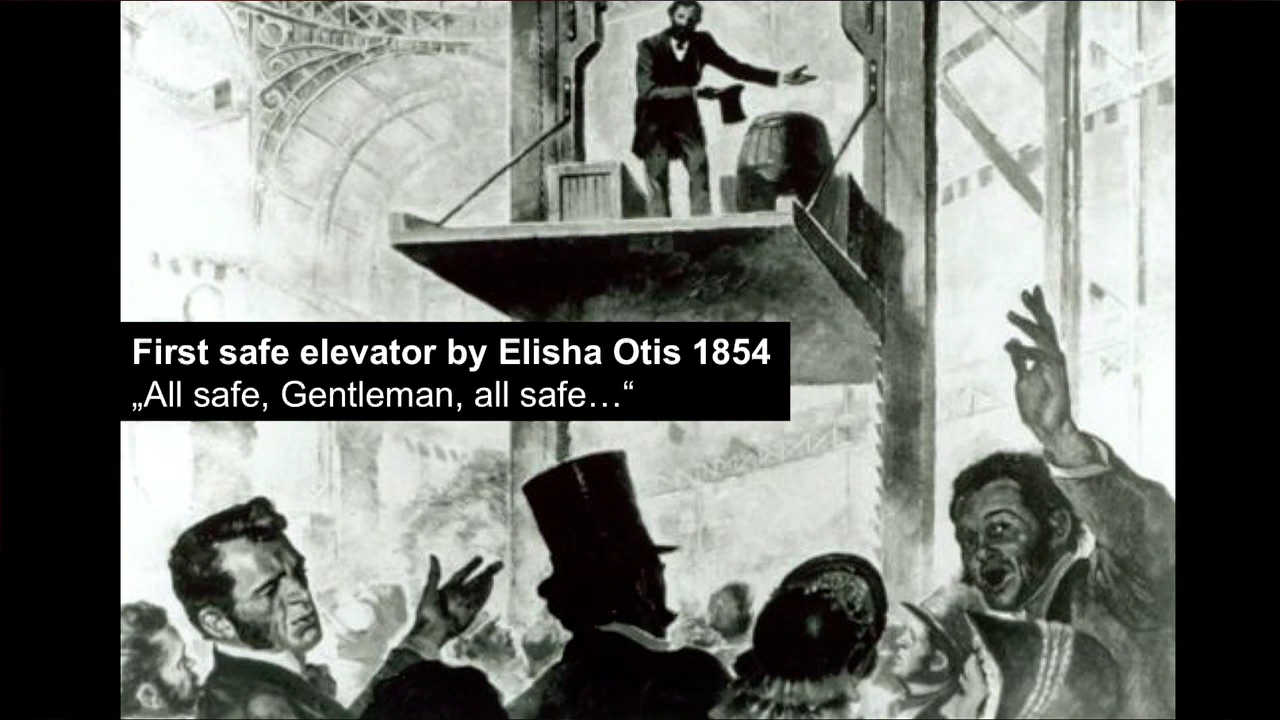 First safe elevator by Elisha Otis 1854
„All safe, Gentleman, all safe…“